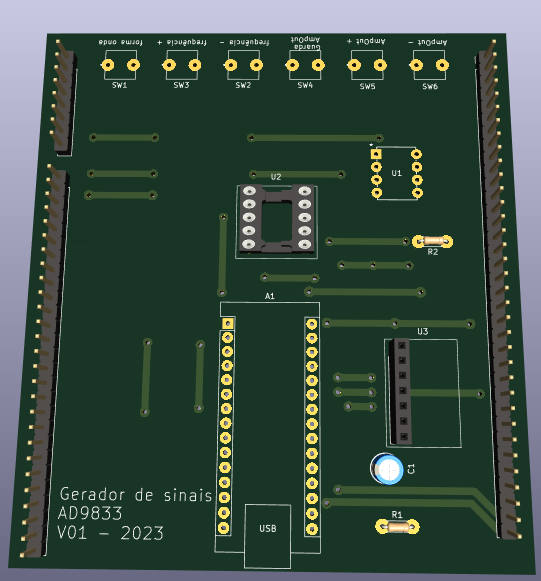 forma onda
+ frequência
- frequência
Guarda
AmpOut
+ AmpOut
- AmpOut
SW1
SW3
SW2
SW4
SW5
SW6
*
U1
U2
R2
A1
U3
C1
Gerador de sinais
AD9833
V01 - 2023
USB
R1